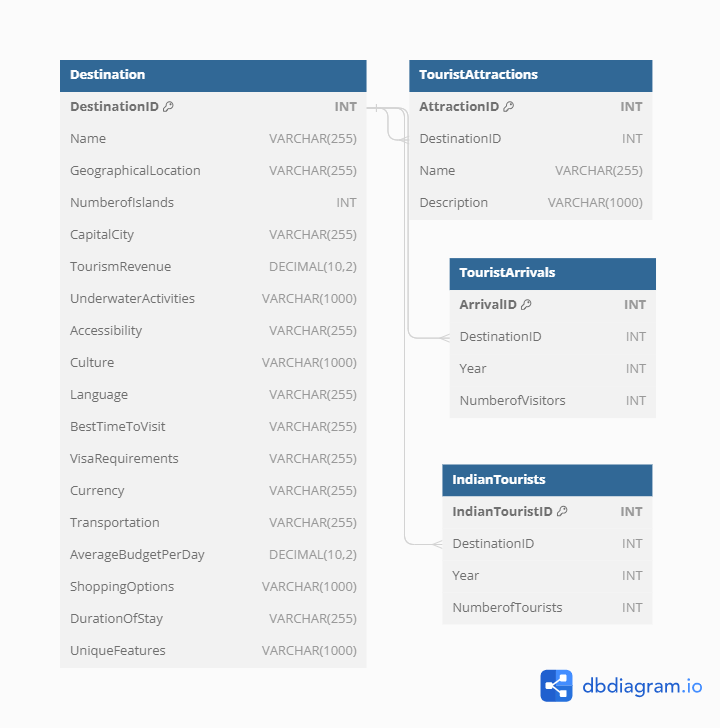 Destination
DestinationID INT
Name VARCHAR(255)
GeographicalLocation VARCHAR(255)
NumberofIslands INT
CapitalCity VARCHAR(255)
TourismRevenue DECIMAL(10,2)
UnderwaterActivities VARCHAR(1000)
Accessibility VARCHAR(255)
Culture VARCHAR(1000)
Language VARCHAR(255)
BestTimeToVisit VARCHAR(255)
VisaRequirements VARCHAR(255)
Currency VARCHAR(255)
Transportation VARCHAR(255)
AverageBudgetPerDay DECIMAL(10,2)
ShoppingOptions VARCHAR(1000)
DurationOfStay VARCHAR(255)
UniqueFeatures VARCHAR(1000)
TouristAttractions
AttractionID INT
DestinationID INT
Name VARCHAR(255)
Description VARCHAR(1000)
TouristArrivals
ArrivalID INT
DestinationID INT
Year INT
NumberofVisitors INT
IndianTourists
IndianTouristID INT
DestinationID INT
Year INT
NumberofTourists INT
dbdiagram.io